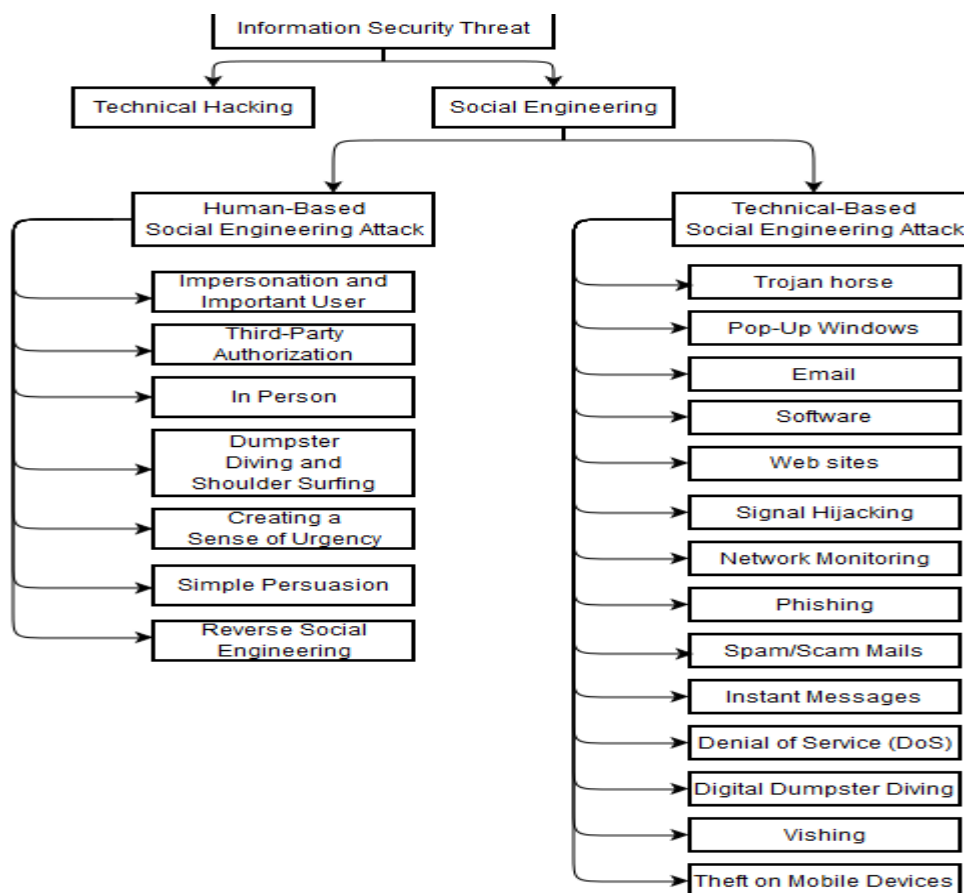 Information Security Threat
Technical Hacking
Social Engineering
Human-Based
Social Engineering Attack
Impersonation and
Important User
Third-Party
Authorization
In Person
Dumpster
Diving and
Shoulder Surfing
Creating a
Sense of Urgency
Simple Persuasion
Reverse Social
Engineering
Technical-Based
Social Engineering Attack
Trojan horse
Pop-Up Windows
Email
Software
Web sites
Signal Hijacking
Network Monitoring
Phishing
Spam/Scam Mails
Instant Messages
Denial of Service (DoS)
Digital Dumpster Diving
Vishing
Theft on Mobile Devices